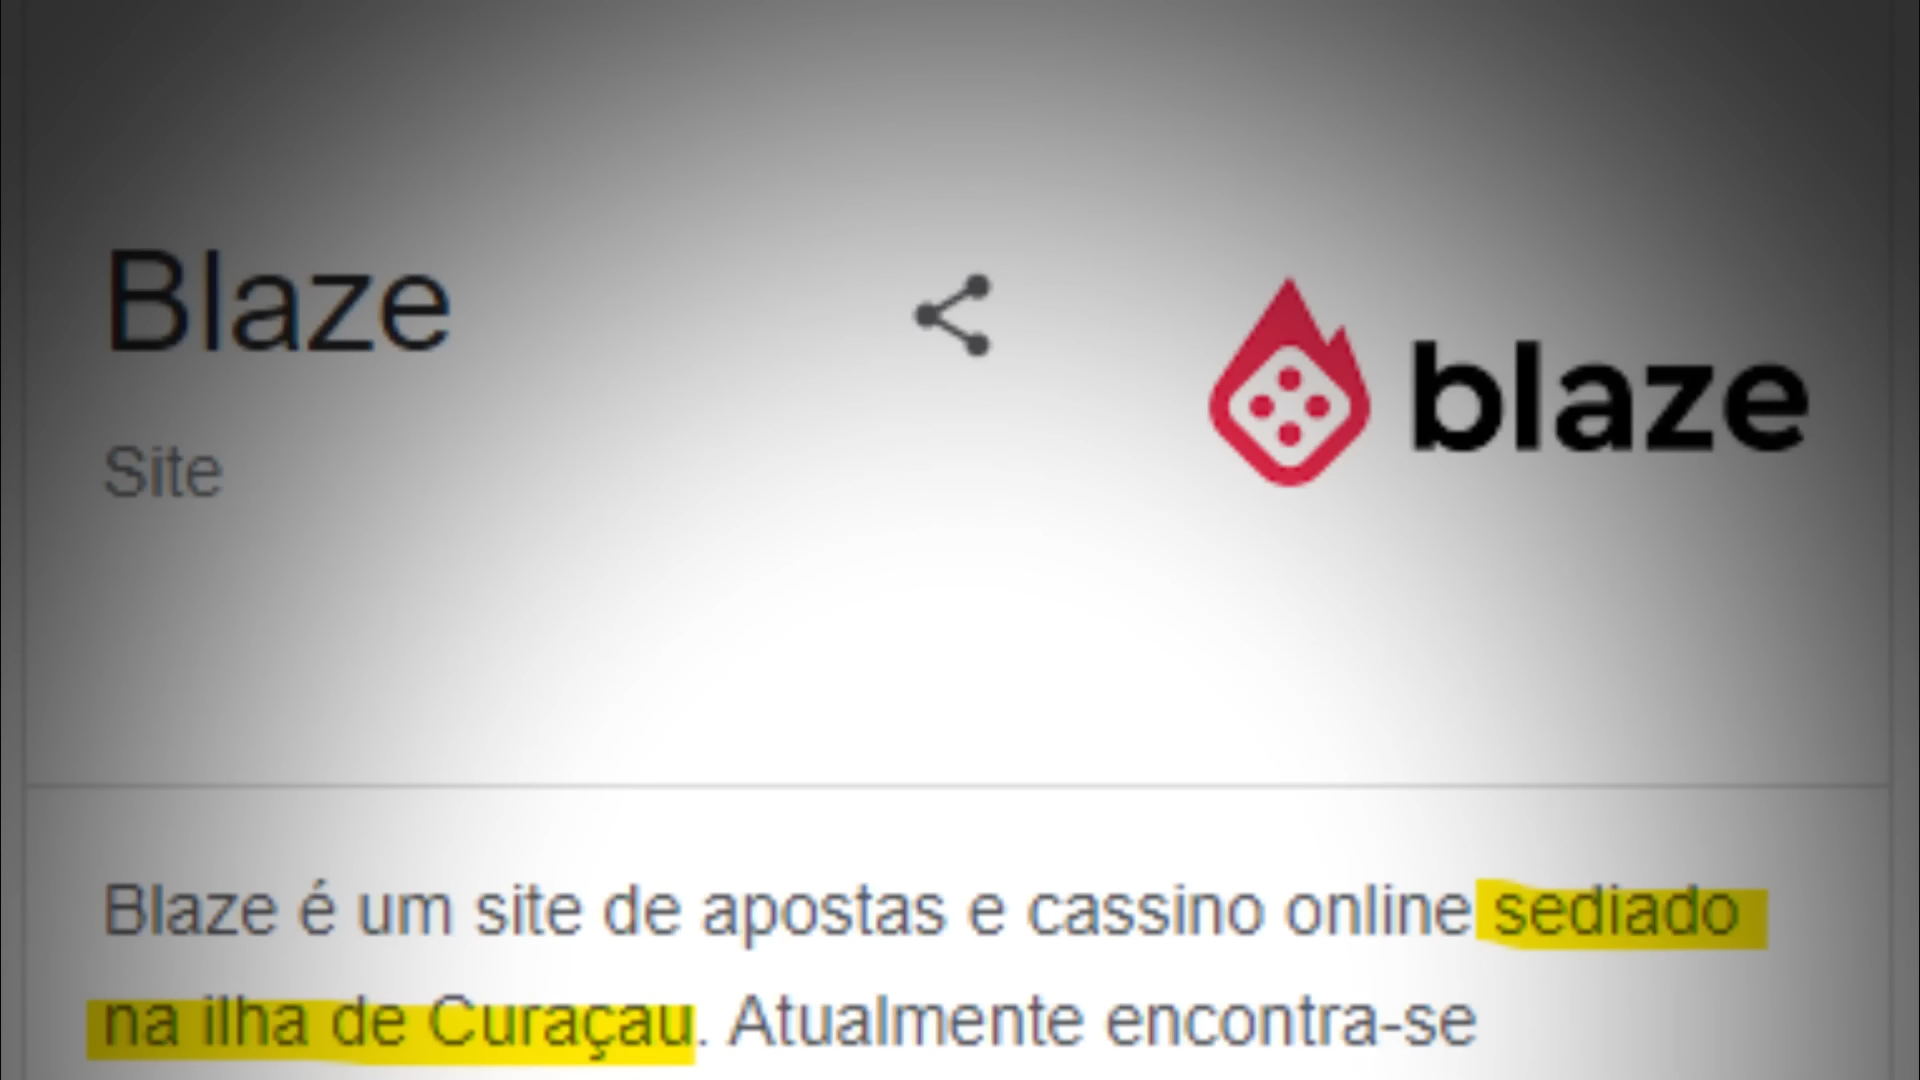 Blaze
blaze
Site
Blaze é um site de apostas e cassino online sediado
na ilha de Curaçau. Atualmente encontra-se